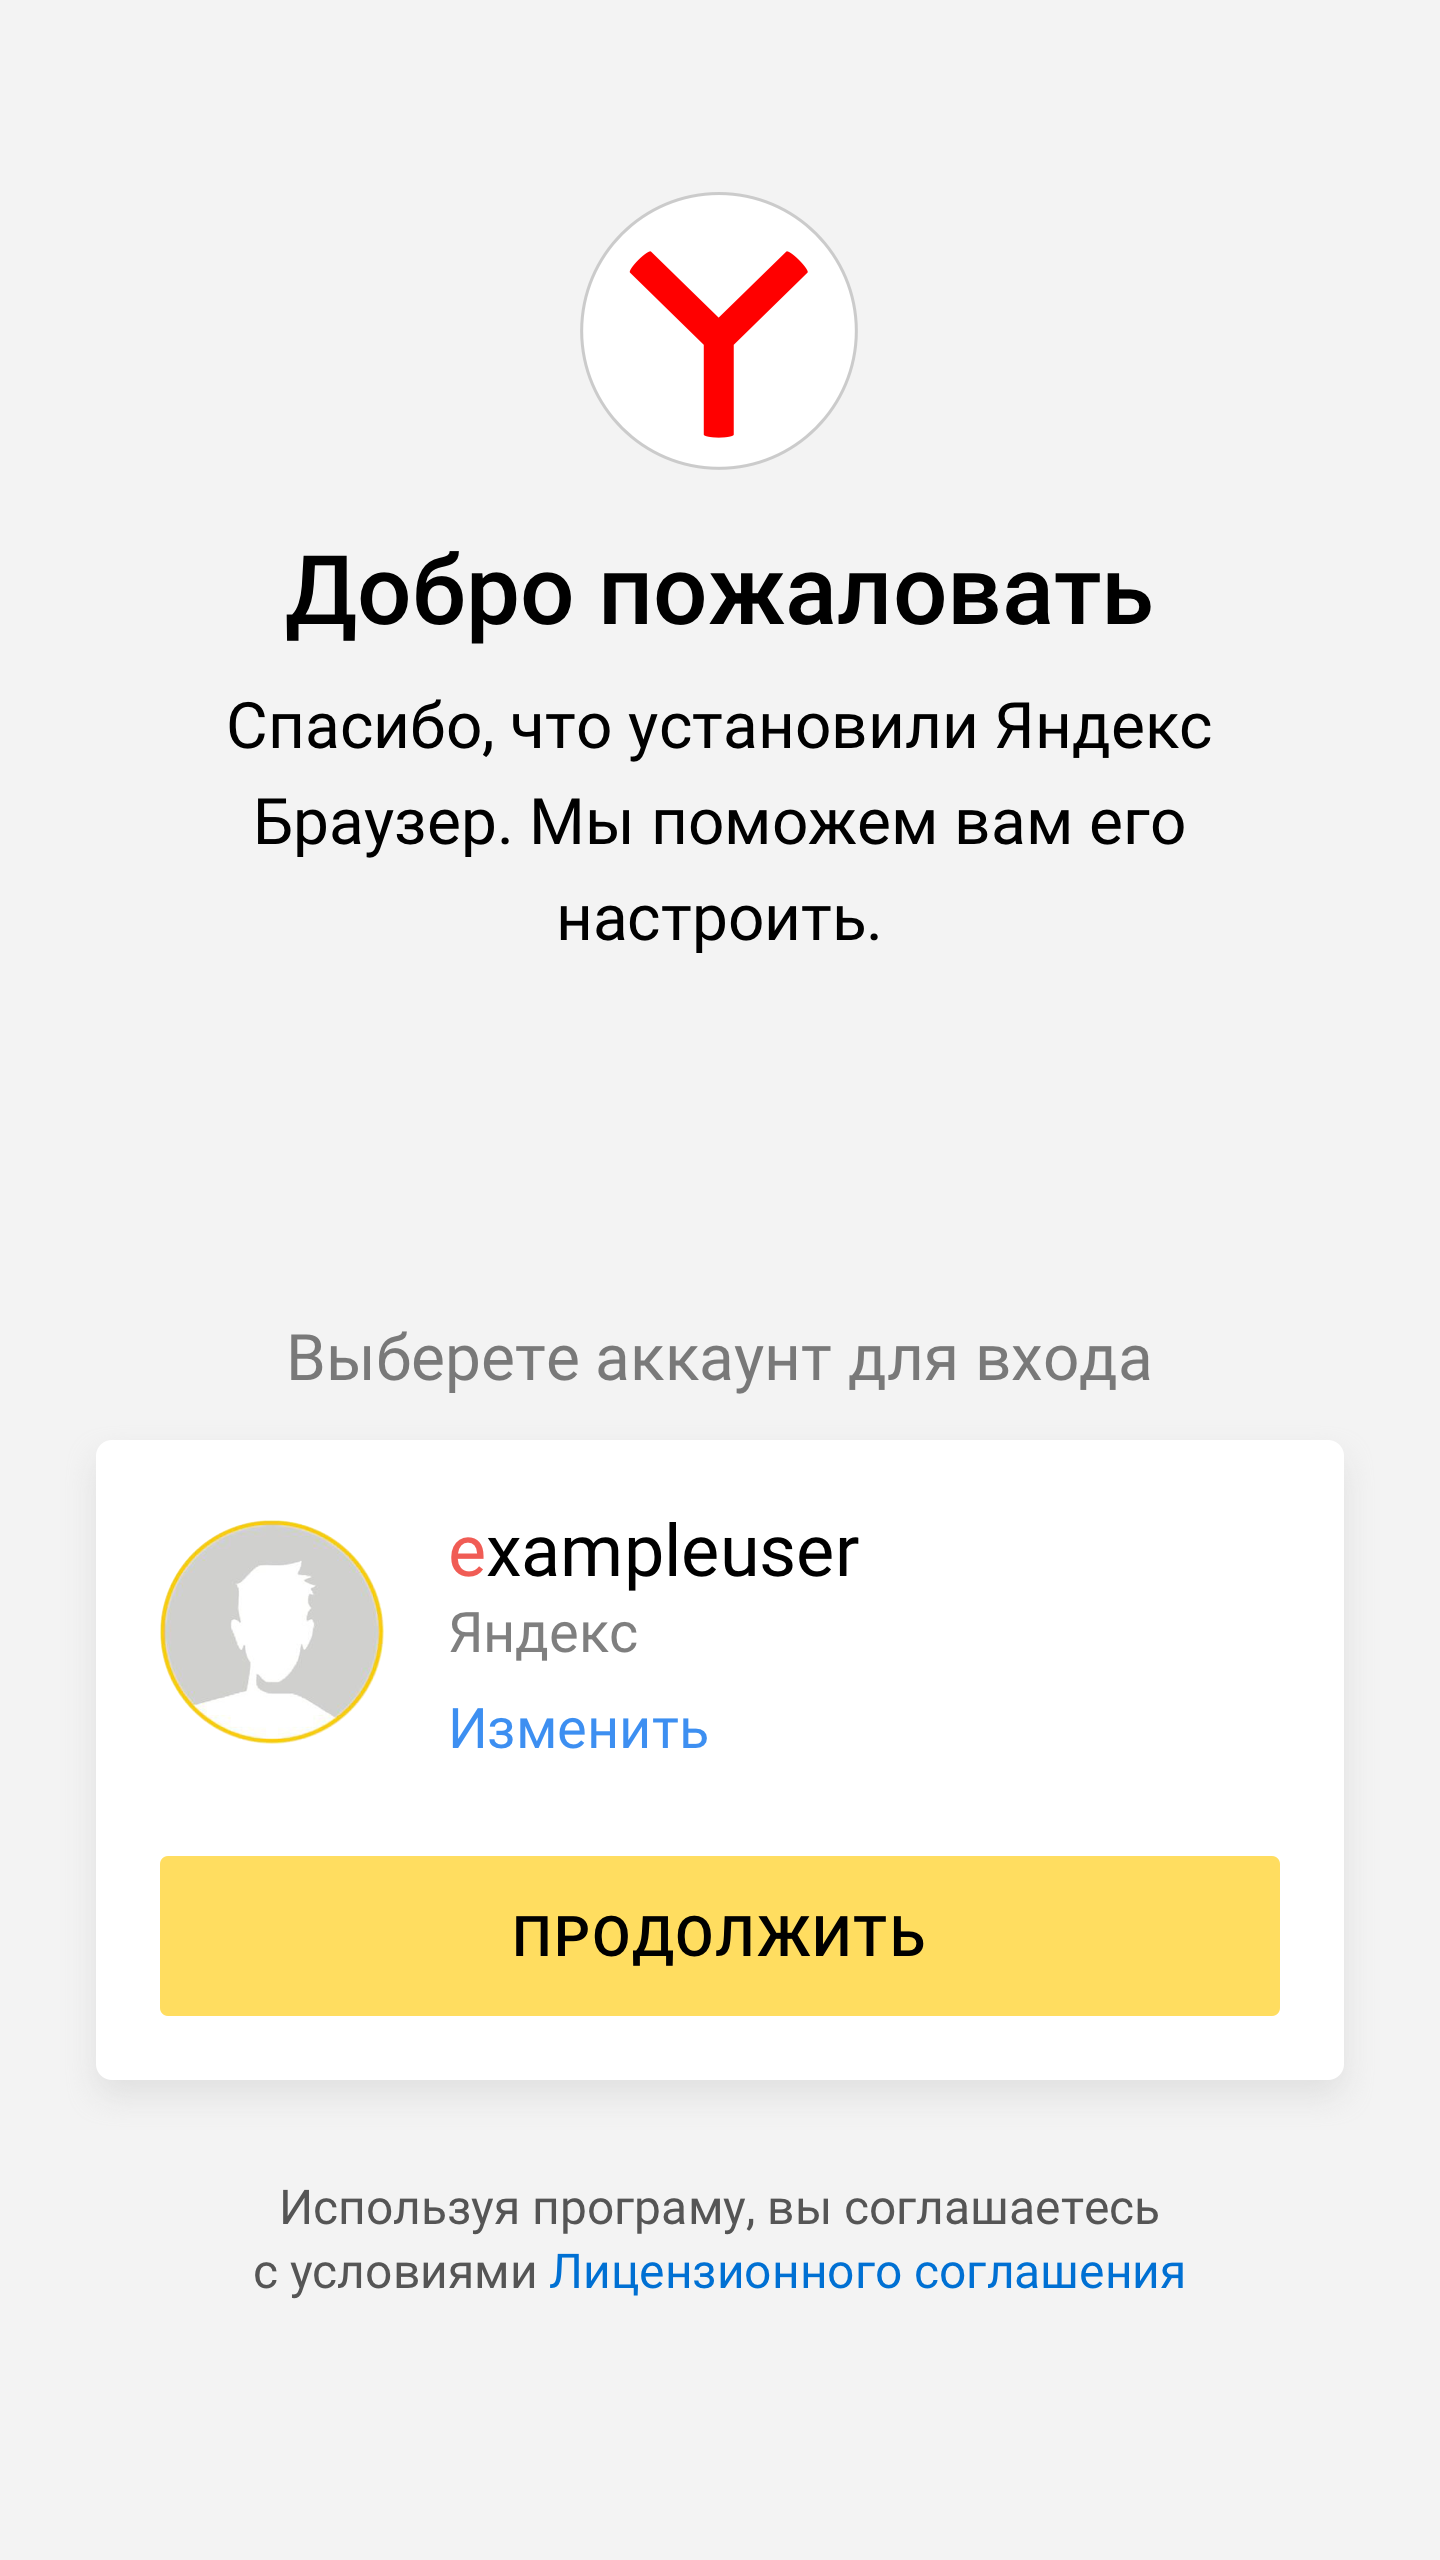 Добро пожаловать
Спасибо, что установили Яндекс
Браузер. Мы поможем вам его
настроить.
Выберете аккаунт для входа
exampleuser
Яндекс
Изменить
ПРОДОЛЖИТЬ
Используя програму, вы соглашаетесь
с условиями Лицензионного соглашения